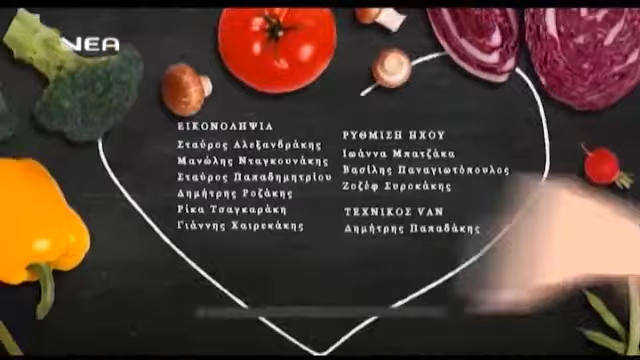 ΝΕΑ
ΕΙΚΟΝΟΛΗΨΙΑ
Σταύρος Αλεξανδράκης
Μανώλης Νταγκουνάκης
Σταύρος Παπαδημητρίου
Δημήτρης Ροζάκης
Ρίκα Τσαγκαράκη
Γιάννης Χαιρεκάκης
ΡΥΘΜΙΣΗ ΗΧΟΥ
Ιωάννα Μπατζάκα
Βασίλης Παναγιωτόπουλος
Ζοζέφ Συροκάκης
ΤΕΧΝΙΚΟΣ VAN
Δημήτρης Παπαδάκης